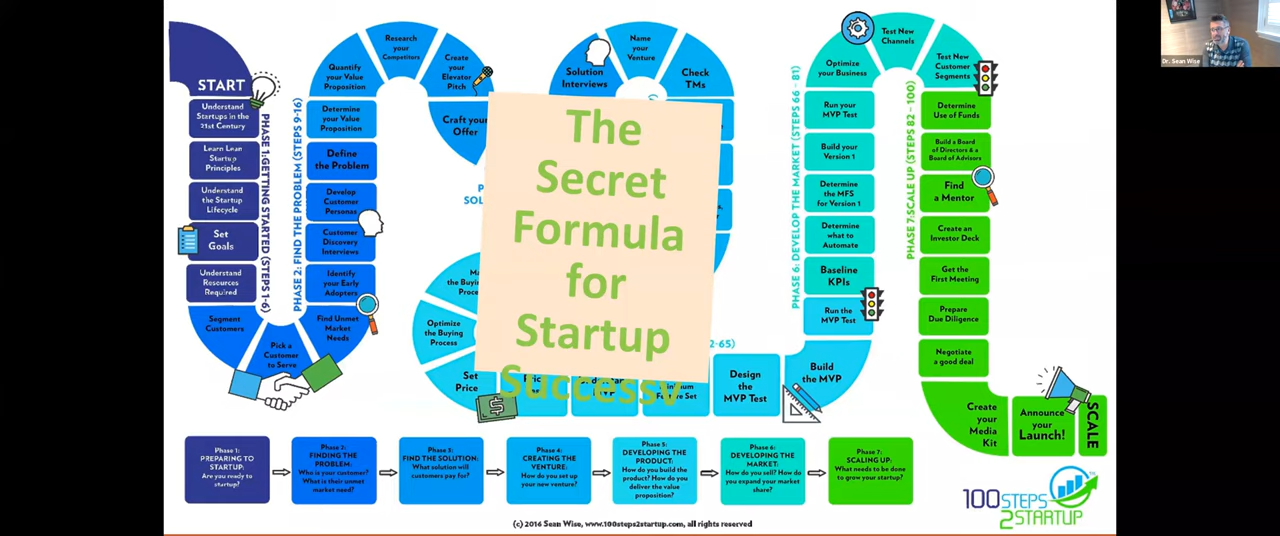 START
Understand
Startups in the
21st Century
Learn Lean
Startup
Principles
Understand
the Startup
Lifecycle
Set
Goals
Understand
Resources
Required
Segment
Customers
Pick a
Customer
to Serve
PHASE 1:GETTING STARTED (STEPS 1-6)
PHASE 2: FIND THE PROBLEM (STEPS 9-16)
Find Unmet
Market
Needs
Identify
your Early
Adopters
Customer
Discovery
Interviews
Develop
Customer
Personas
Define
the Problem
Determine
your Value
Proposition
Quantify
your Value
Proposition
Research
your
Competitors
Create
your
Elevator
Pitch
Craft your
Offer
Solution
Interviews
Name
your
Venture
Check
TMs
The
Secret
Formula
for
Startup
Successv
the Buying
Optimize
the Buying
Process
Set
Price
Feature Set
2-65)
Design
the
MVP Test
Build
the MVP
PHASE 6: DEVELOP THE MARKET (STEPS 66 – 81)
Run the
MVP Test
Baseline
KPIs
Determine
what to
Automate
Determine
the MFS
for Version 1
Build your
Version 1
Run your
MVP Test
Optimize
your Business
Test New
Channels
Test New
Customer
Segments
PHASE 7:SCALE UP (STEPS 82 – 100)
Determine
Use of Funds
Build a Board
of Directors & a
Board of Advisors
Find
a Mentor
Create an
Investor Deck
Get the
First Meeting
Prepare
Due Diligence
Negotiate
a good deal
Create
your
Media
Kit
Announce
your
Launch!
SCALE
Phase 1:
PREPARING TO
STARTUP:
Are you ready to
startup?
Phase 2:
FINDING THE
PROBLEM:
Who is your customer?
What is their unmet
market need?
Phase 3:
FIND THE SOLUTION:
What solution will
customers pay for?
Phase 4:
CREATING THE
VENTURE:
How do you set up
your new venture?
Phase 5:
DEVELOPING THE
PRODUCT:
How do you build the
product? How do you
deliver the value
proposition?
Phase 6:
DEVELOPING THE
MARKET:
How do you sell? How do
you expand your market
share?
Phase 7:
SCALING UP:
What needs to be done
to grow your startup?
100STEPS
2STARTUP
TM
(c) 2016 Sean Wise, www.100steps2startup.com, all rights reserved
Dr. Sean Wise